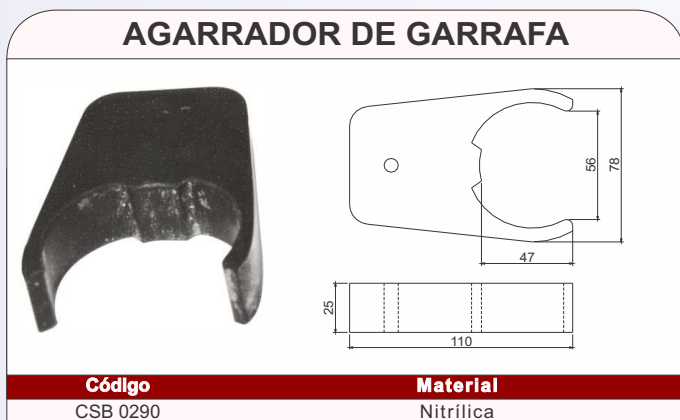 AGARRADOR DE GARRAFA
56
78
47
25
110
Código Material
CSB 0290 Nitrílica